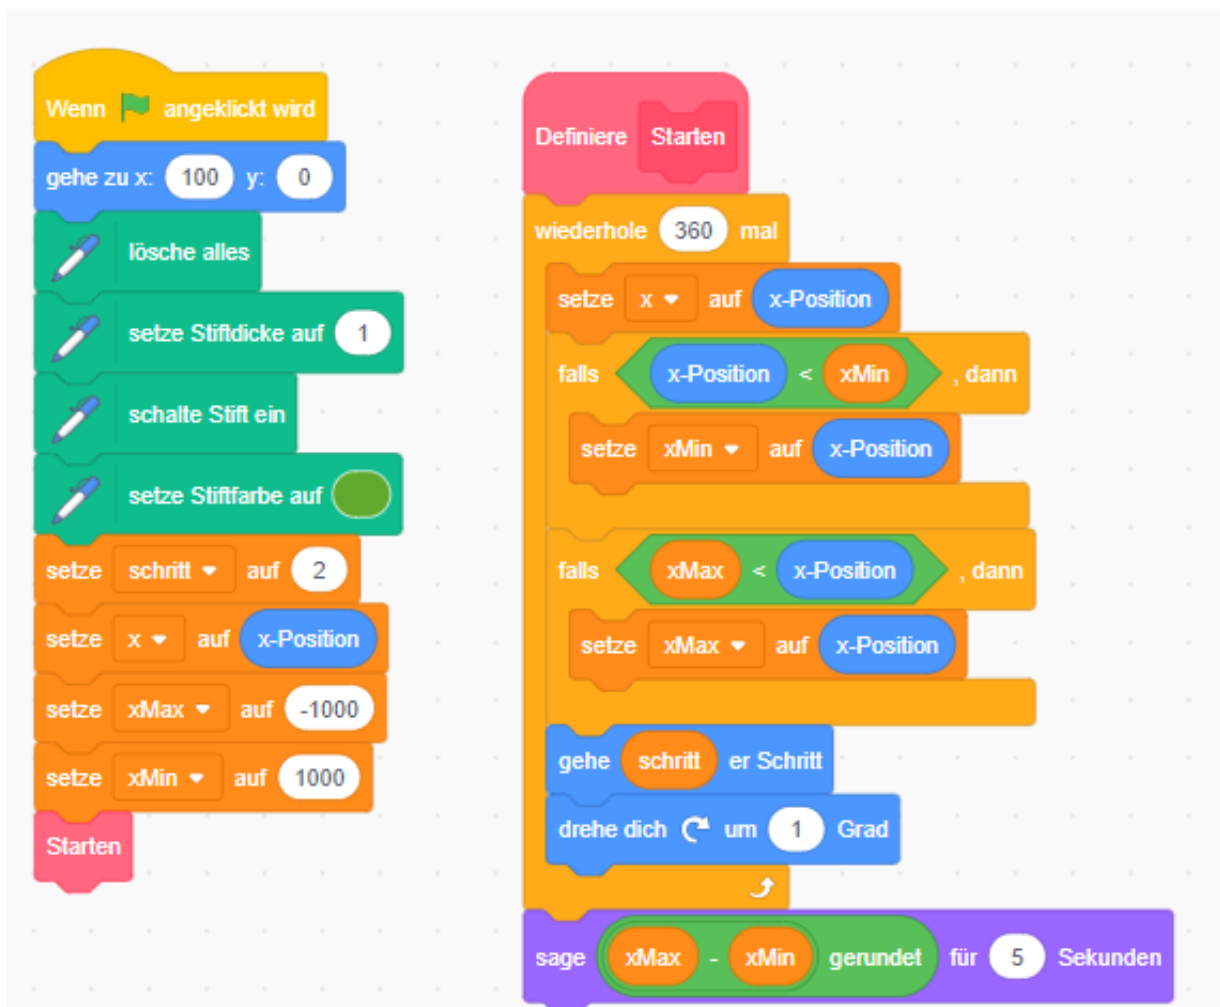 Wenn angeklickt wird
gehe zu x: 100 y: 0
lösche alles
setze Stiftdicke auf 1
schalte Stift ein
setze Stiftfarbe auf
setze schritt auf 2
setze x auf x-Position
setze xMax auf -1000
setze xMin auf 1000
Starten
Definiere Starten
wiederhole 360 mal
setze x auf x-Position
falls x-Position < xMin , dann
setze xMin auf x-Position
falls xMax < x-Position , dann
setze xMax auf x-Position
gehe schritt er Schritt
drehe dich um 1 Grad
sage xMax - xMin gerundet für 5 Sekunden